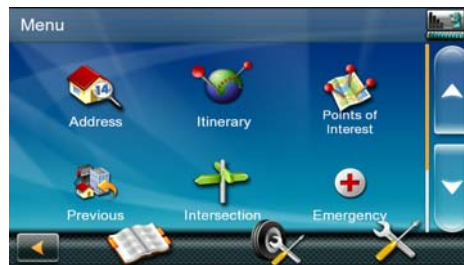 Menu
14
Address
Itinerary
Points of
Interest
Previous
Intersection
Emergency